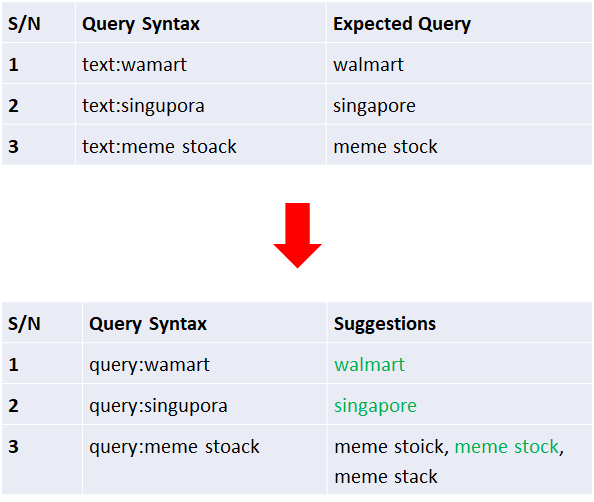 S/N Query Syntax Expected Query
1 text:wamart walmart
2 text:singupora singapore
3 text:meme stoack meme stock
S/N Query Syntax Suggestions
1 query:wamart walmart
2 query:singupora singapore
3 query:meme stoack meme stoick, meme stock,
meme stack